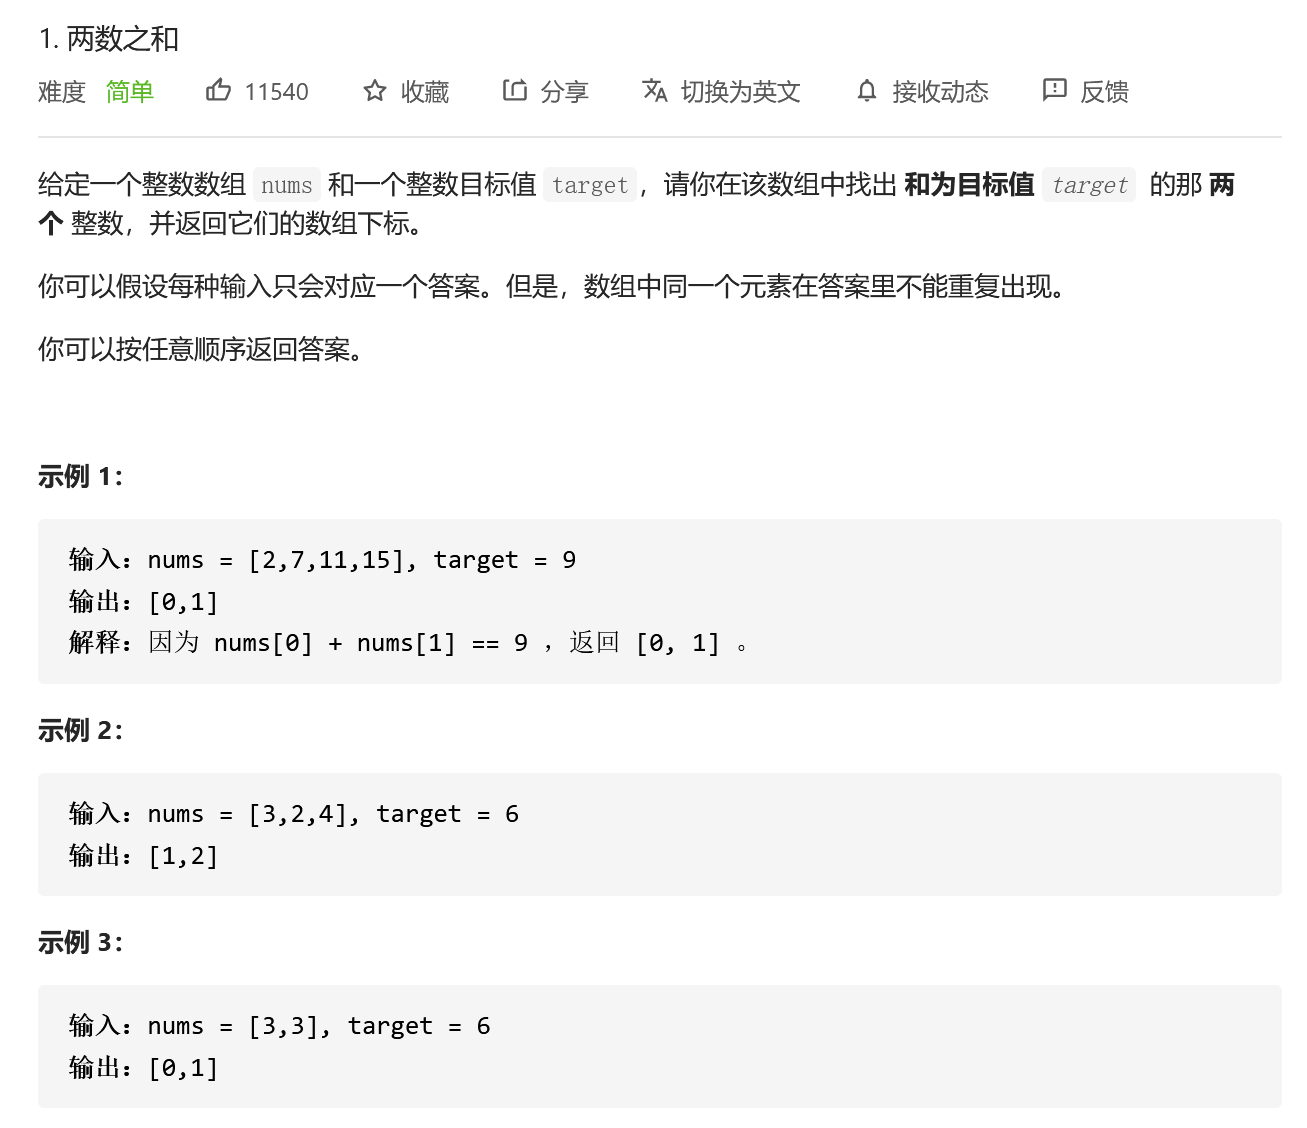 1. 两数之和
难度 简单 11540 收藏 分享 切换为英文 接收动态 反馈
给定一个整数数组 nums 和一个整数目标值 target，请你在该数组中找出 和为目标值 target 的那 两
个 整数，并返回它们的数组下标。
你可以假设每种输入只会对应一个答案。但是，数组中同一个元素在答案里不能重复出现。
你可以按任意顺序返回答案。
示例 1：
输入：nums = [2,7,11,15], target = 9
输出：[0,1]
解释：因为 nums[0] + nums[1] == 9 ，返回 [0, 1] 。
示例 2：
输入：nums = [3,2,4], target = 6
输出：[1,2]
示例 3：
输入：nums = [3,3], target = 6
输出：[0,1]